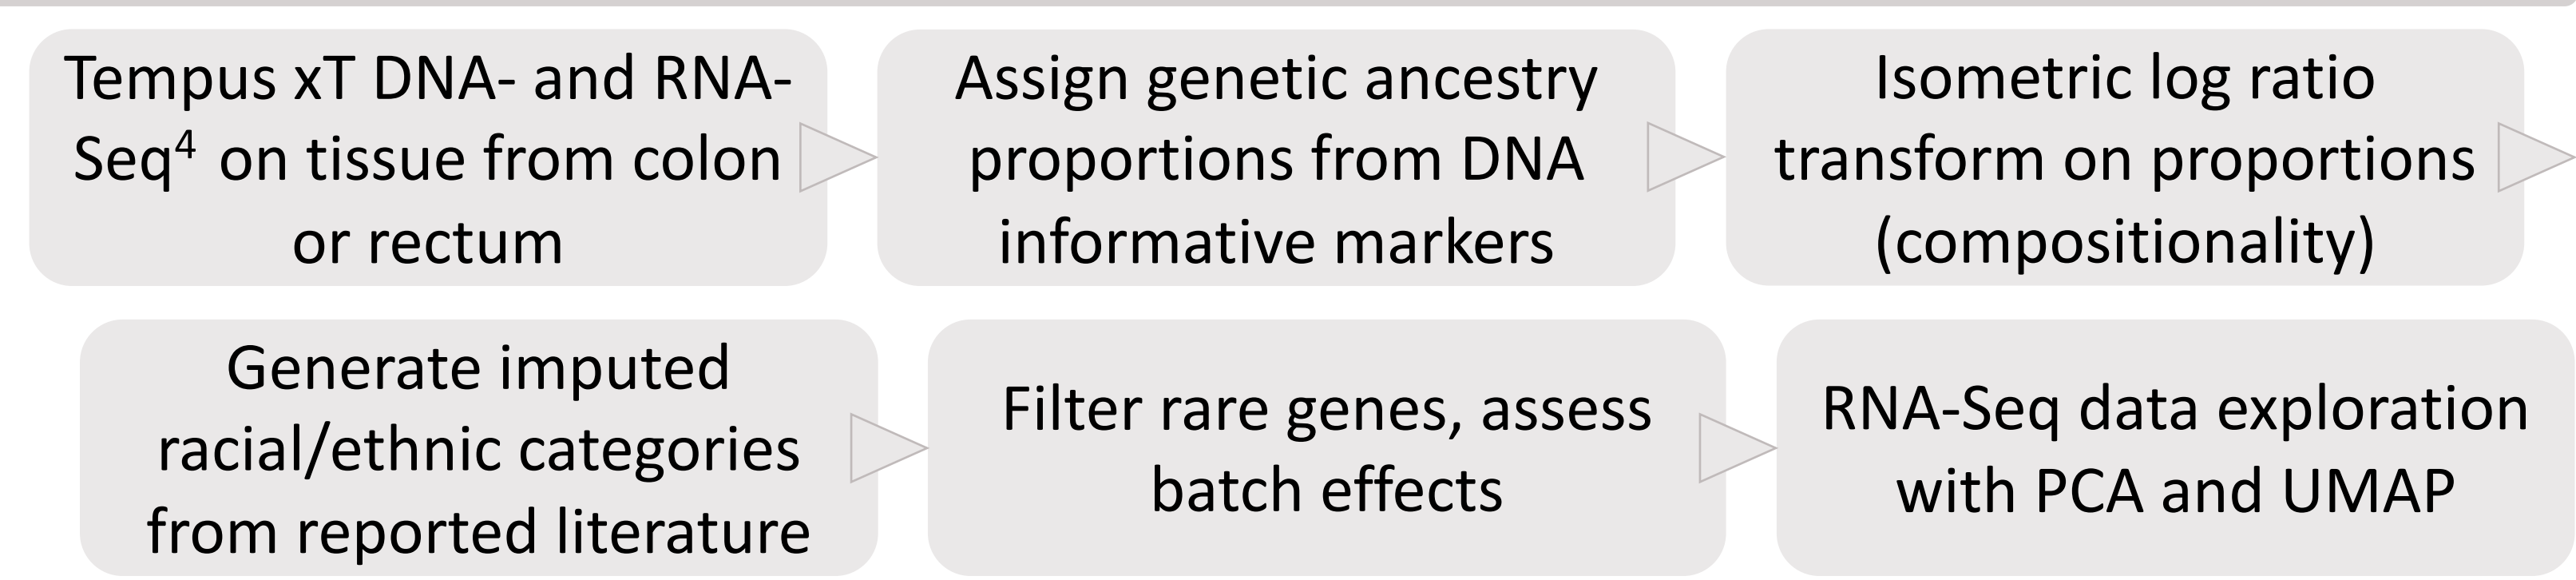 Tempus xT DNA- and RNA-
Seq⁴ on tissue from colon
or rectum
Assign genetic ancestry
proportions from DNA
informative markers
Isometric log ratio
transform on proportions
(compositionality)
Generate imputed
racial/ethnic categories
from reported literature
Filter rare genes, assess
batch effects
RNA-Seq data exploration
with PCA and UMAP